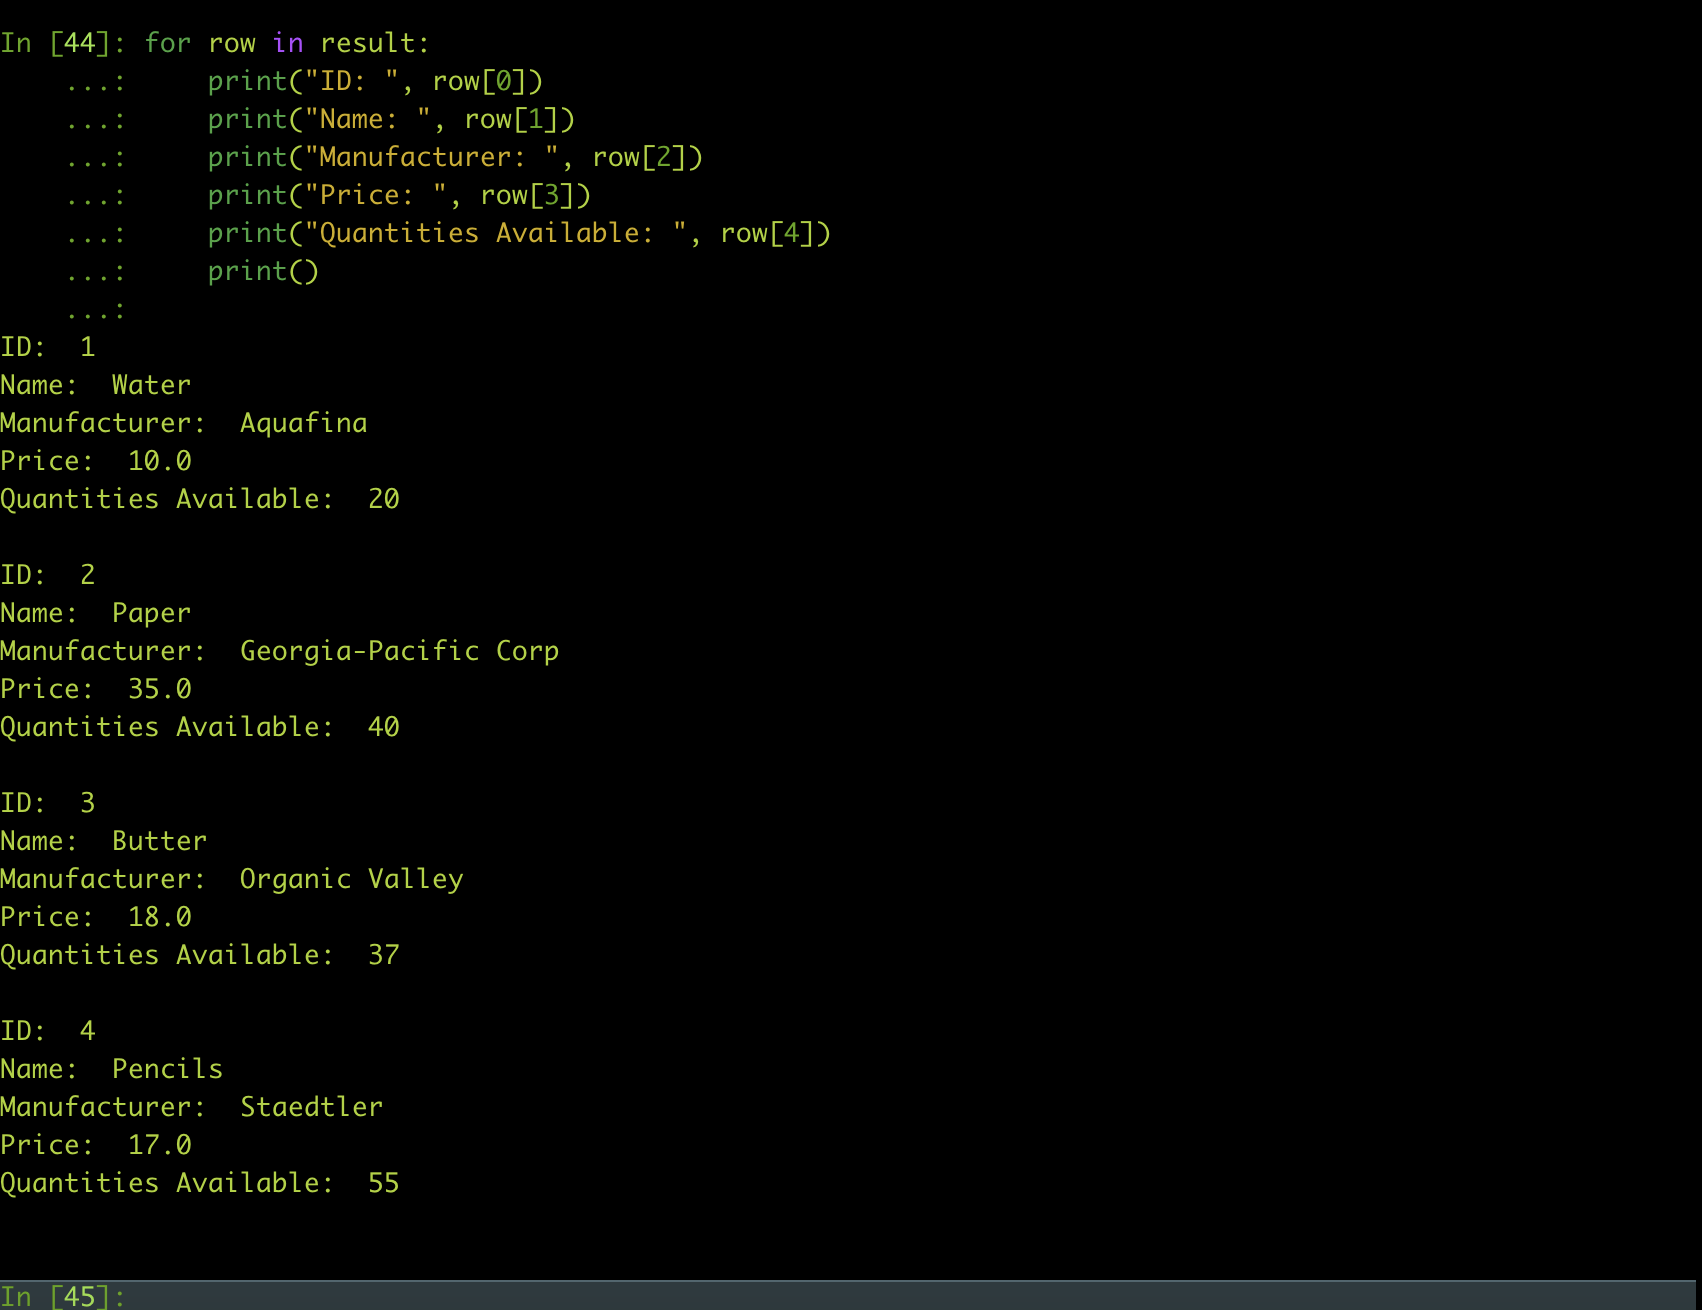 In [44]: for row in result:
    ...:     print("ID: ", row[0])
    ...:     print("Name: ", row[1])
    ...:     print("Manufacturer: ", row[2])
    ...:     print("Price: ", row[3])
    ...:     print("Quantities Available: ", row[4])
    ...:     print()
    ...:
ID:  1
Name:  Water
Manufacturer:  Aquafina
Price:  10.0
Quantities Available:  20

ID:  2
Name:  Paper
Manufacturer:  Georgia-Pacific Corp
Price:  35.0
Quantities Available:  40

ID:  3
Name:  Butter
Manufacturer:  Organic Valley
Price:  18.0
Quantities Available:  37

ID:  4
Name:  Pencils
Manufacturer:  Staedtler
Price:  17.0
Quantities Available:  55

In [45]: